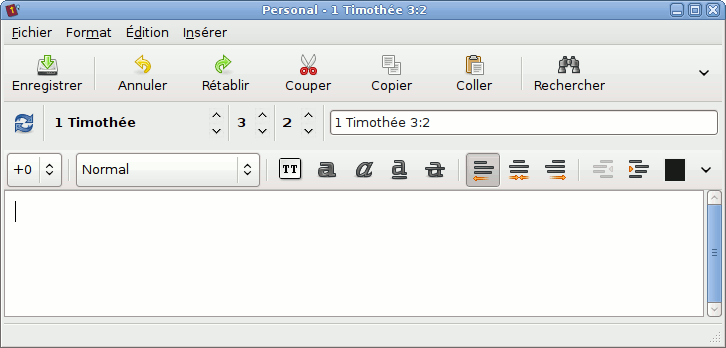 Personal - 1 Timothée 3:2
Fichier Format Édition Insérer
Enregistrer Annuler Rétablir Couper Copier Coller Rechercher
1 Timothée 3 2 1 Timothée 3:2
+0 Normal TT a a a a